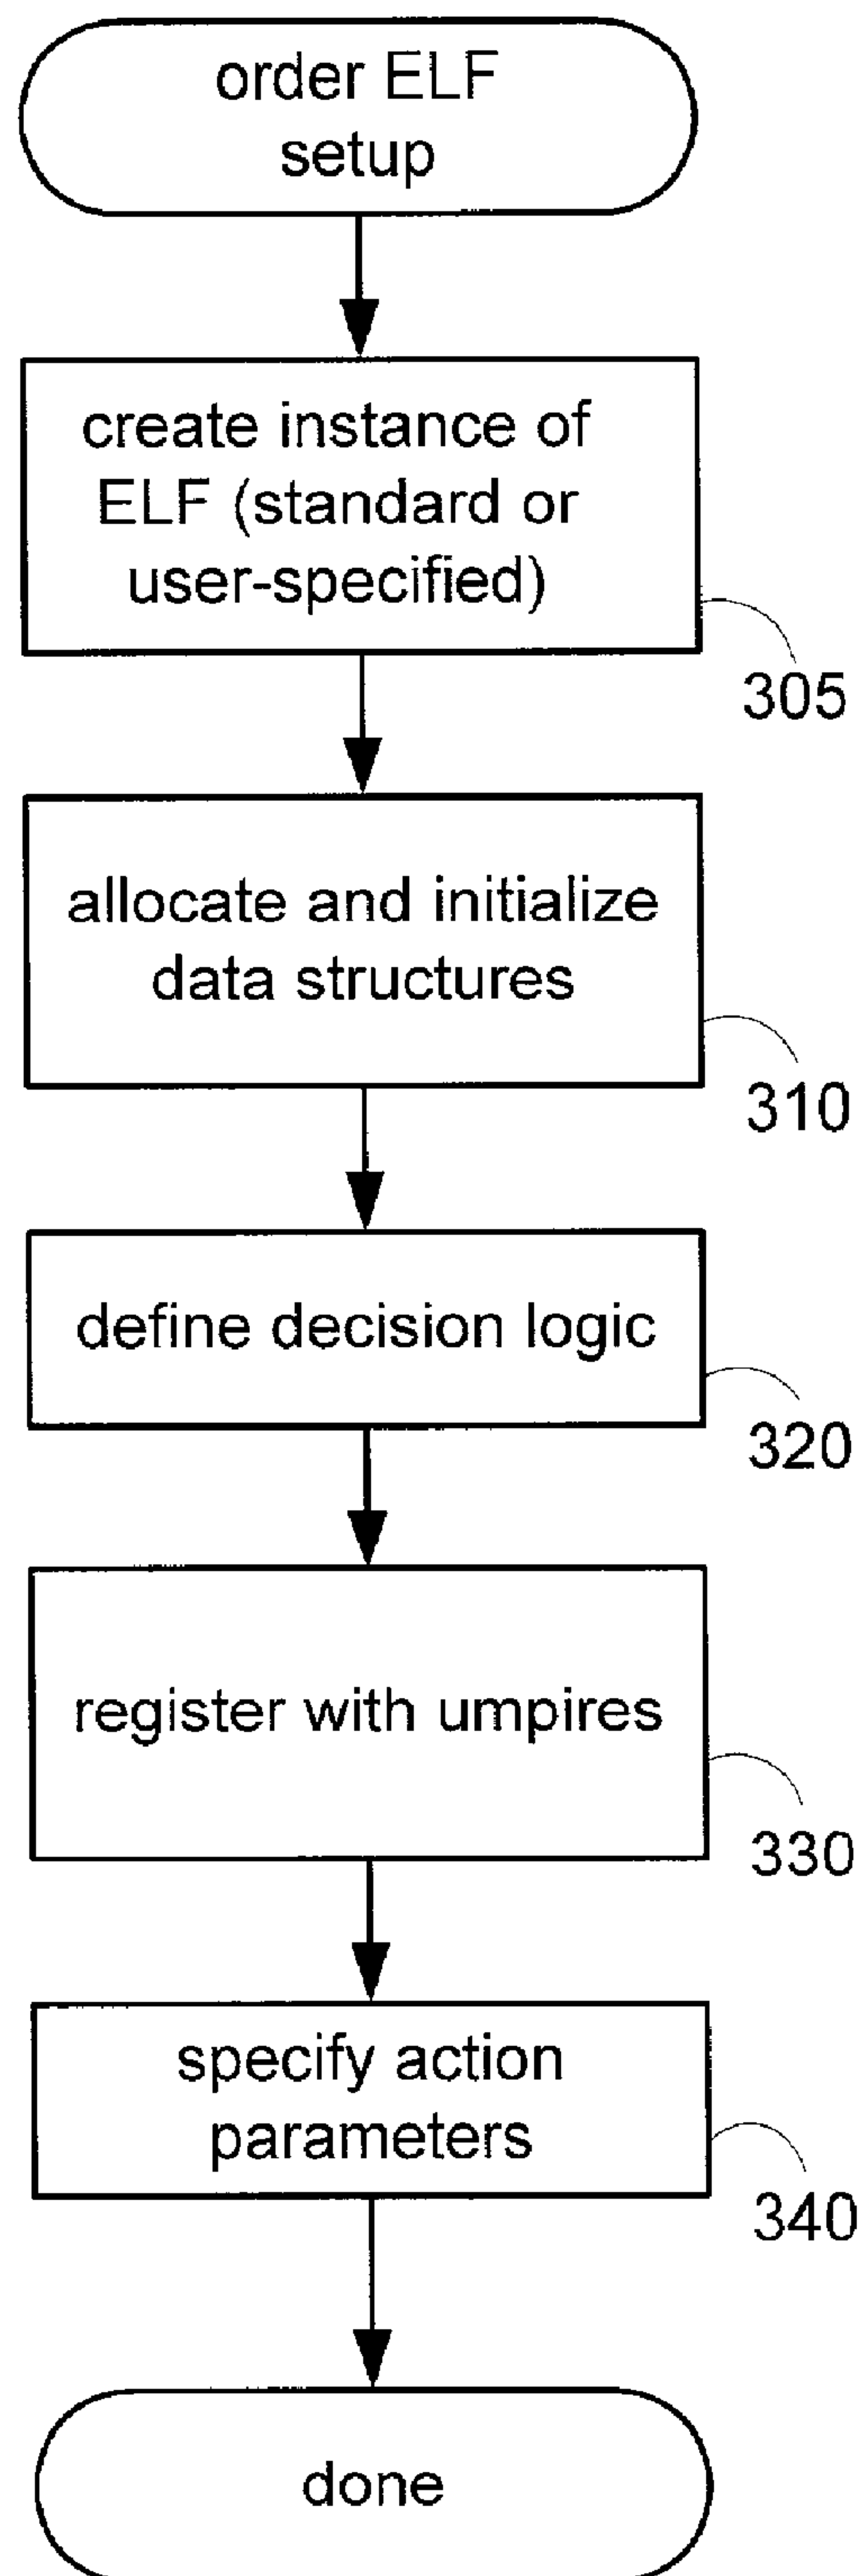 order ELF
setup
create instance of
ELF (standard or
user-specified)
305
allocate and initialize
data structures
310
define decision logic
320
register with umpires
330
specify action
parameters
340
done